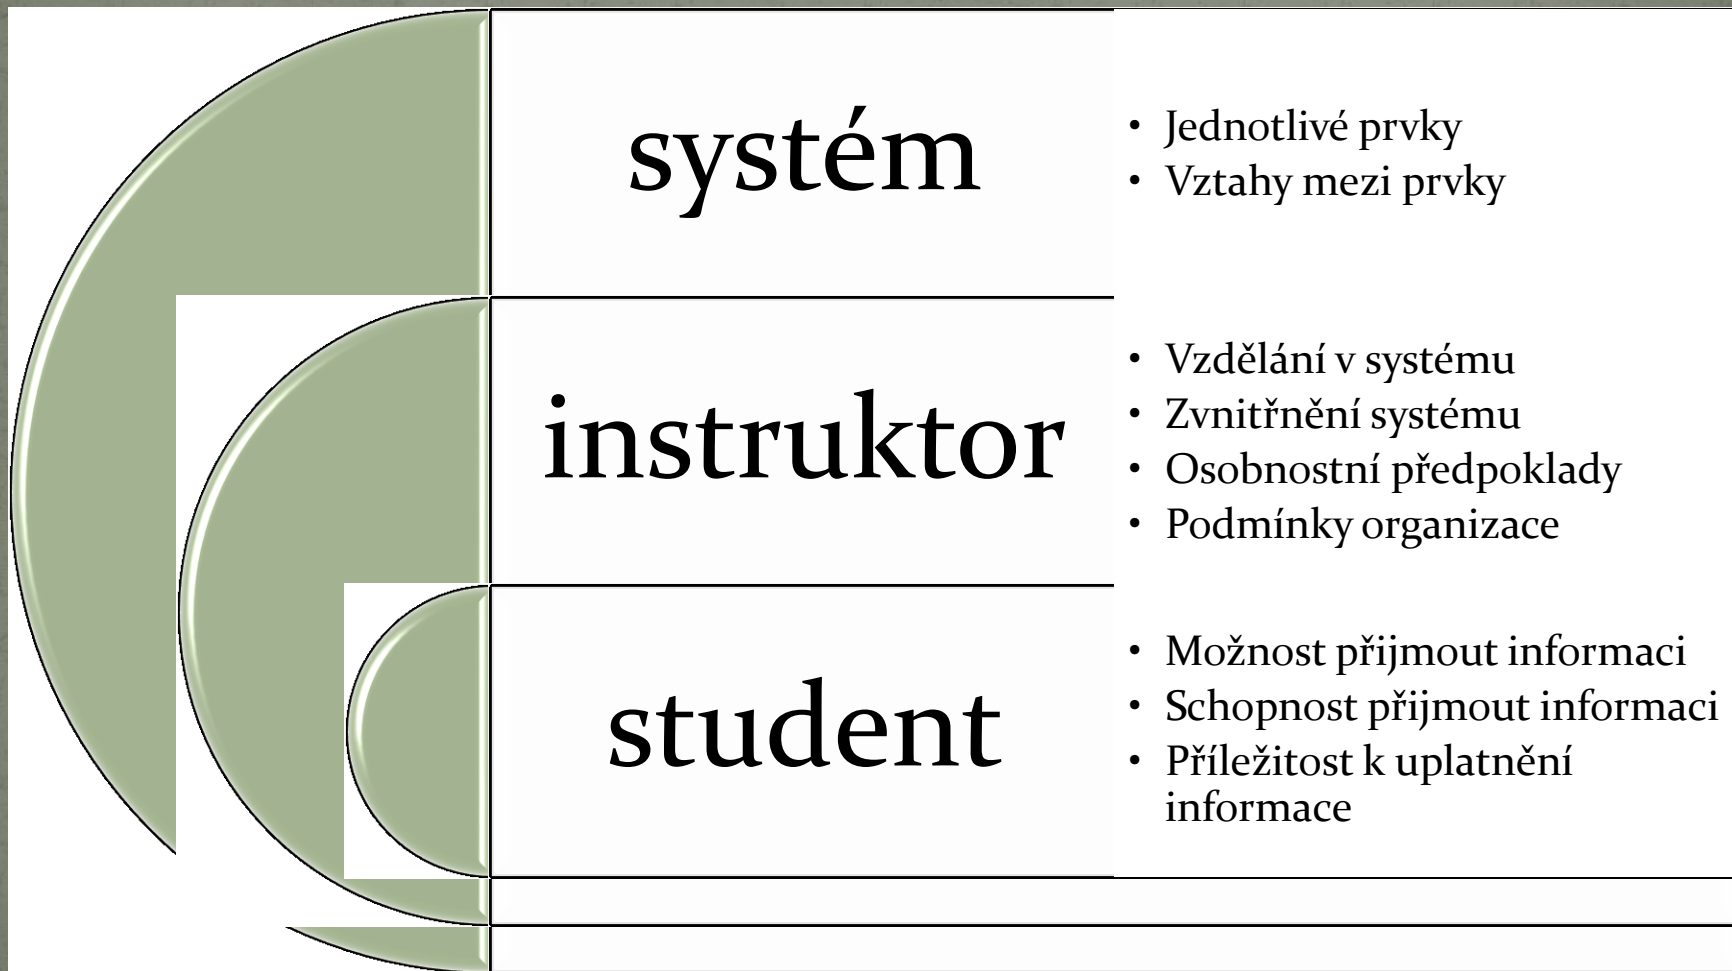 systém
• Jednotlivé prvky
• Vztahy mezi prvky
instruktor
• Vzdělání v systému
• Zvnitřnění systému
• Osobnostní předpoklady
• Podmínky organizace
student
• Možnost přijmout informaci
• Schopnost přijmout informaci
• Příležitost k uplatnění
informace